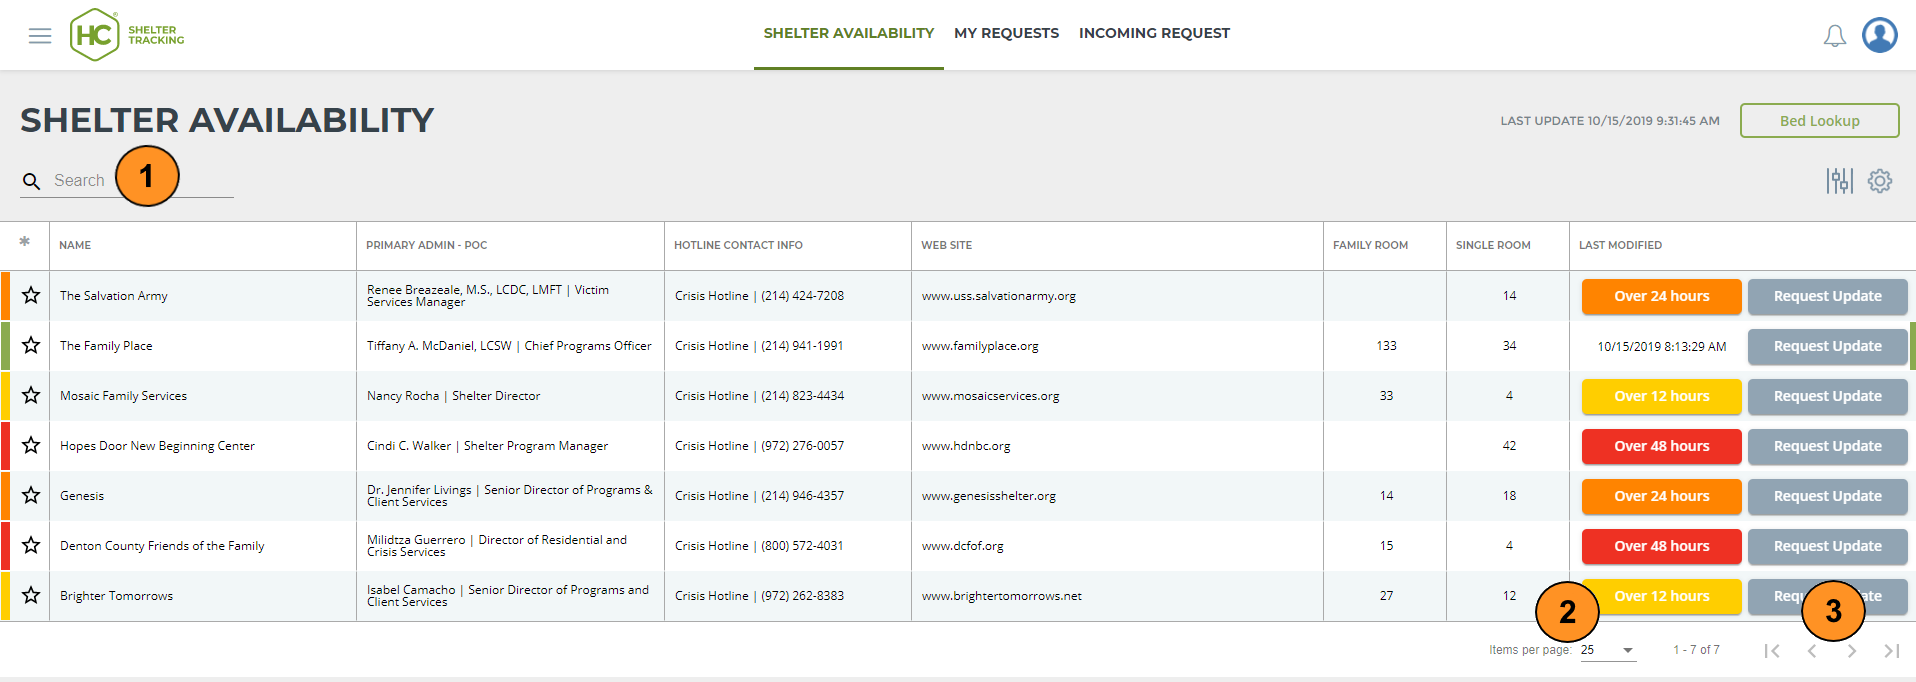 HC® SHELTER TRACKING
SHELTER AVAILABILITY MY REQUESTS INCOMING REQUEST
SHELTER AVAILABILITY
LAST UPDATE 10/15/2019 9:31:45 AM
Bed Lookup
Search
1
* NAME PRIMARY ADMIN - POC HOTLINE CONTACT INFO WEB SITE FAMILY ROOM SINGLE ROOM LAST MODIFIED
The Salvation Army Renee Breazeale, M.S., LCDC, LMFT | Victim Services Manager Crisis Hotline | (214) 424-7208 www.uss.salvationarmy.org 14 Over 24 hours Request Update
The Family Place Tiffany A. McDaniel, LCSW | Chief Programs Officer Crisis Hotline | (214) 941-1991 www.familyplace.org 133 34 10/15/2019 8:13:29 AM Request Update
Mosaic Family Services Nancy Rocha | Shelter Director Crisis Hotline | (214) 823-4434 www.mosaicservices.org 33 4 Over 12 hours Request Update
Hopes Door New Beginning Center Cindi C. Walker | Shelter Program Manager Crisis Hotline | (972) 276-0057 www.hdnbc.org 42 Over 48 hours Request Update
Genesis Dr. Jennifer Livings | Senior Director of Programs & Client Services Crisis Hotline | (214) 946-4357 www.genesisshelter.org 14 18 Over 24 hours Request Update
Denton County Friends of the Family Milidtza Guerrero | Director of Residential and Crisis Services Crisis Hotline | (800) 572-4031 www.dcfof.org 15 4 Over 48 hours Request Update
Brighter Tomorrows Isabel Camacho | Senior Director of Programs and Client Services Crisis Hotline | (972) 262-8383 www.brightertomorrows.net 27 12 Over 12 hours
2
3
Items per page: 25 1 - 7 of 7